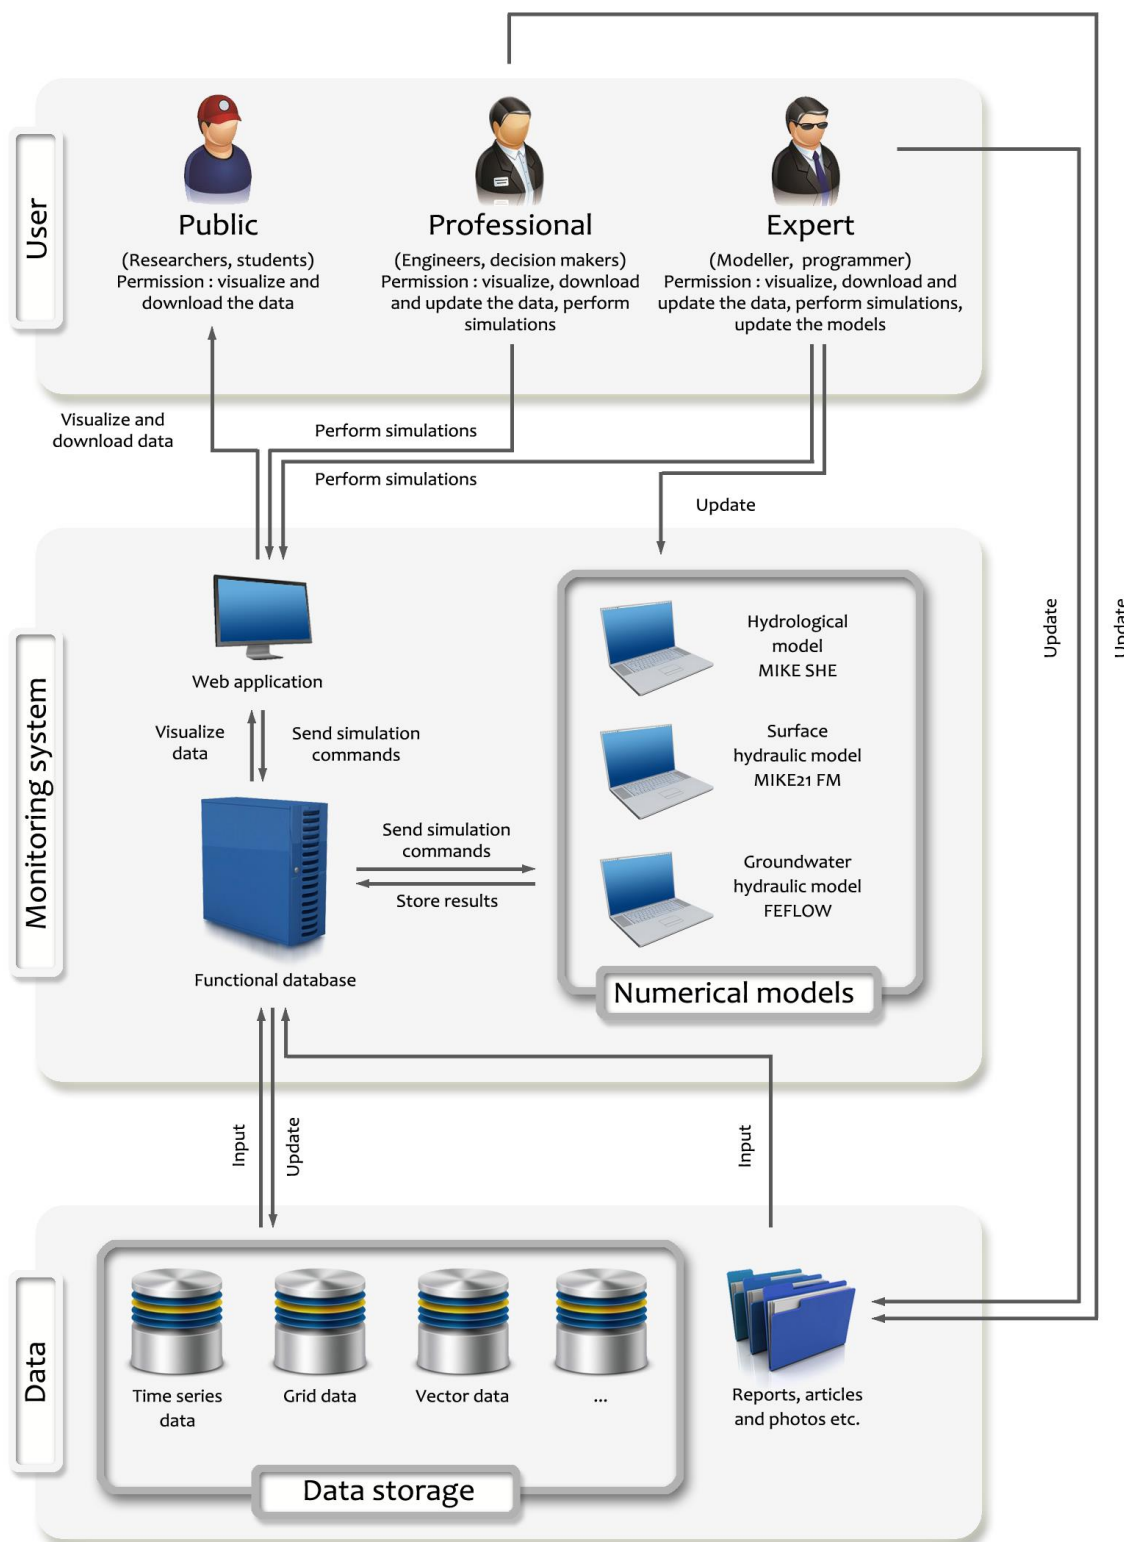 User
Public
(Researchers, students)
Permission : visualize and
download the data
Professional
(Engineers, decision makers)
Permission : visualize, download
and update the data, perform
simulations
Expert
(Modeller, programmer)
Permission : visualize, download and
update the data, perform simulations,
update the models
Visualize and
download data
Perform simulations
Perform simulations
Update
Update
Update
Monitoring system
Web application
Visualize
data
Send simulation
commands
Hydrological
model
MIKE SHE
Surface
hydraulic model
MIKE21 FM
Groundwater
hydraulic model
FEFLOW
Numerical models
Send simulation
commands
Store results
Functional database
Input
Update
Input
Data
Time series
data
Grid data
Vector data
...
Data storage
Reports, articles
and photos etc.